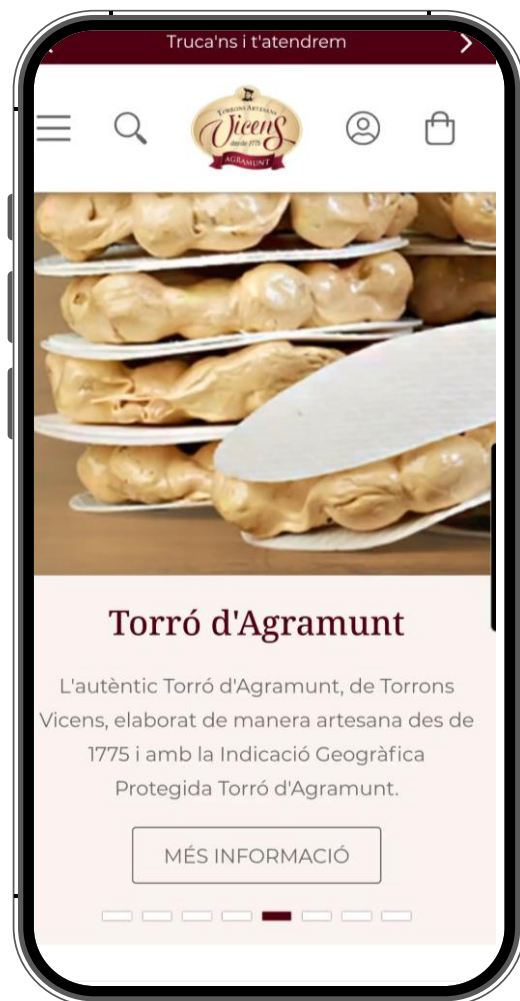 Truca'ns i t'atendrem
TORRONS ARTESANS
Vicens
des de 1775
AGRAMUNT
Torró d'Agramunt
L'autèntic Torró d'Agramunt, de Torrons
Vicens, elaborat de manera artesana des de
1775 i amb la Indicació Geogràfica
Protegida Torró d'Agramunt.
MÉS INFORMACIÓ